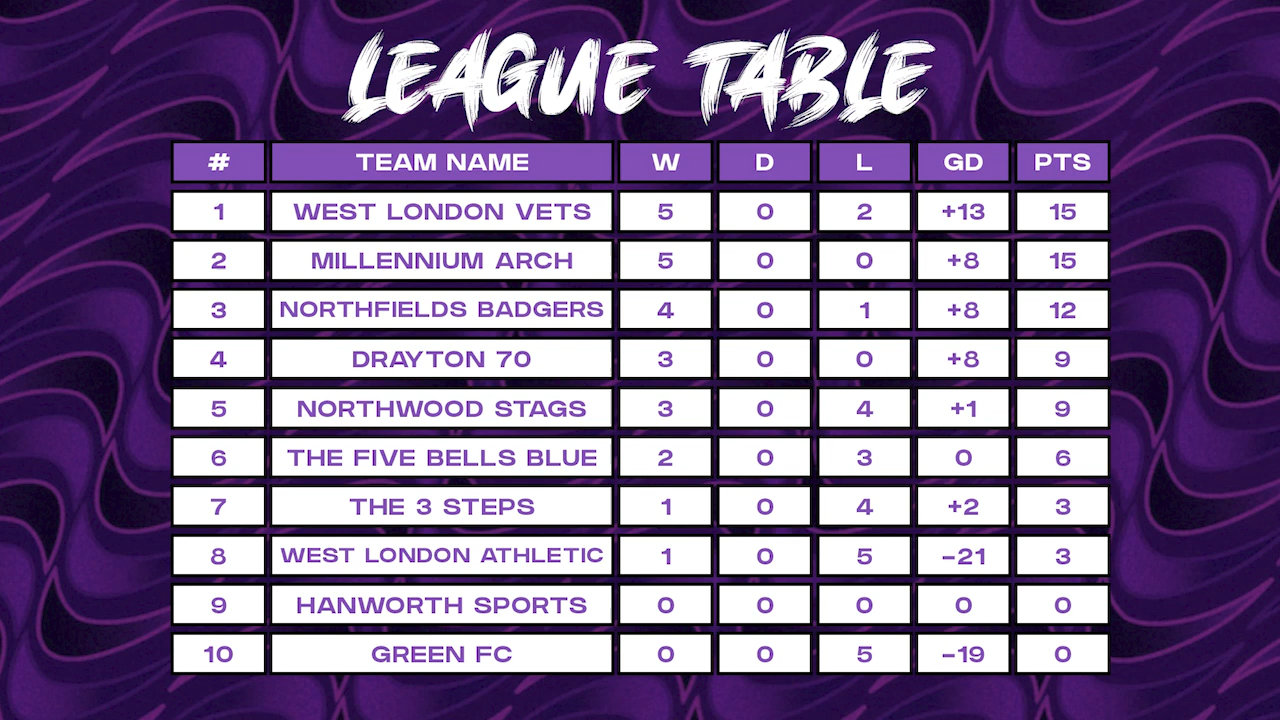 LEAGUE TABLE
# TEAM NAME W D L GD PTS
1 WEST LONDON VETS 5 0 2 +13 15
2 MILLENNIUM ARCH 5 0 0 +8 15
3 NORTHFIELDS BADGERS 4 0 1 +8 12
4 DRAYTON 70 3 0 0 +8 9
5 NORTHWOOD STAGS 3 0 4 +1 9
6 THE FIVE BELLS BLUE 2 0 3 0 6
7 THE 3 STEPS 1 0 4 +2 3
8 WEST LONDON ATHLETIC 1 0 5 -21 3
9 HANWORTH SPORTS 0 0 0 0 0
10 GREEN FC 0 0 5 -19 0